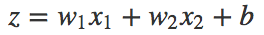 z = w₁x₁ + w₂x₂ + b